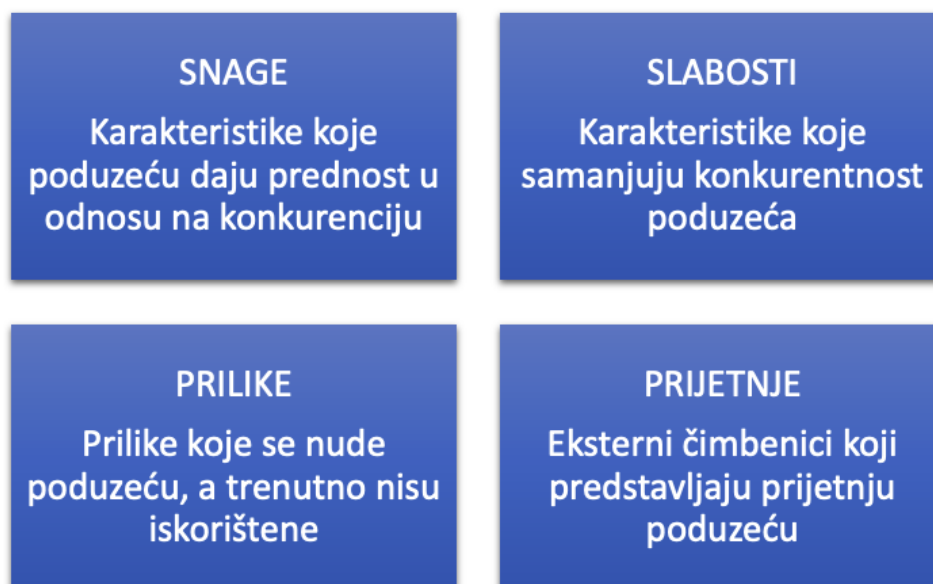 SNAGE
Karakteristike koje
poduzeću daju prednost u
odnosu na konkurenciju
SLABOSTI
Karakteristike koje
samanjuju konkurentnost
poduzeća
PRILIKE
Prilike koje se nude
poduzeću, a trenutno nisu
iskorištene
PRIJETNJE
Eksterni čimbenici koji
predstavljaju prijetnju
poduzeću